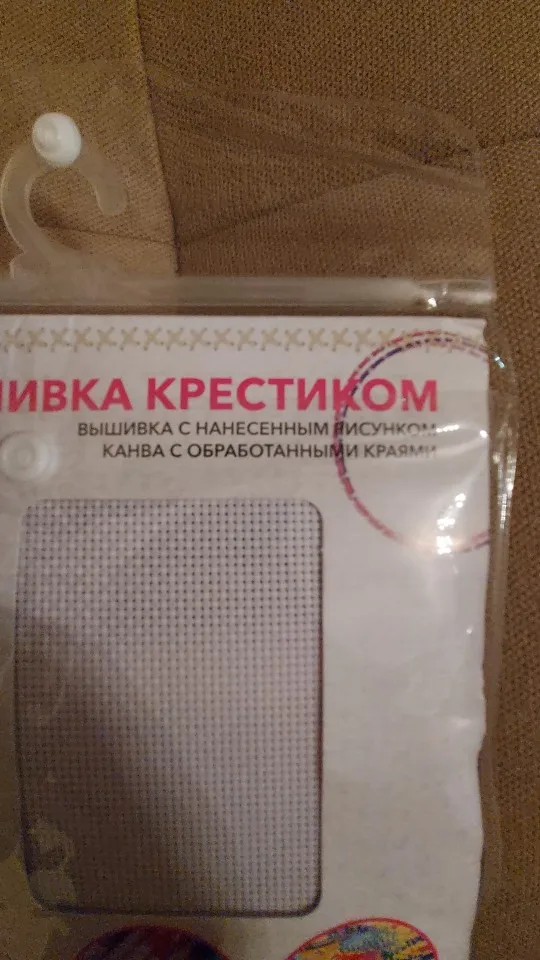 ИВКА КРЕСТИКОМ
ВЫШИВКА С НАНЕСЕННЫМ РИСУНКОМ
КАНВА С ОБРАБОТАННЫМИ КРАЯМИ